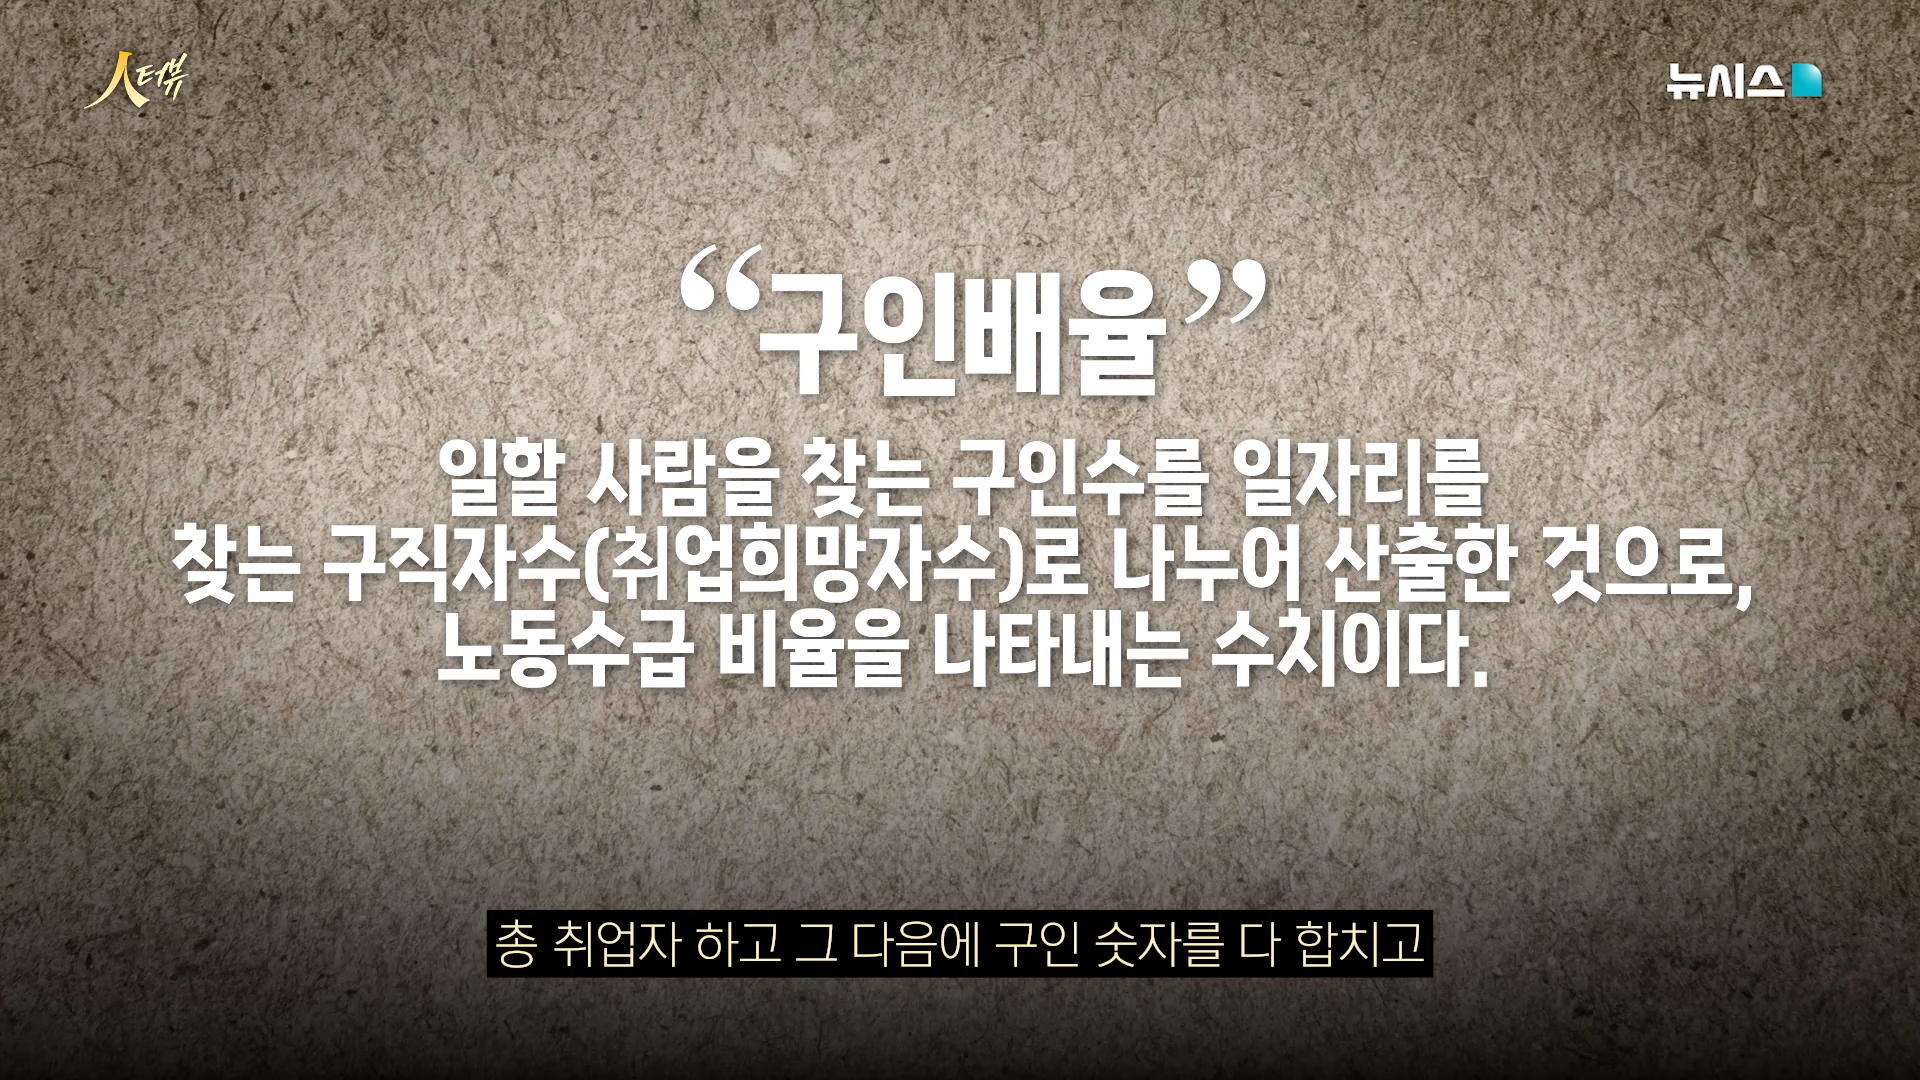 人터뷰
뉴시스
“구인배율”
일할 사람을 찾는 구인수를 일자리를
찾는 구직자수(취업희망자수)로 나누어 산출한 것으로,
노동수급 비율을 나타내는 수치이다.
총 취업자 하고 그 다음에 구인 숫자를 다 합치고